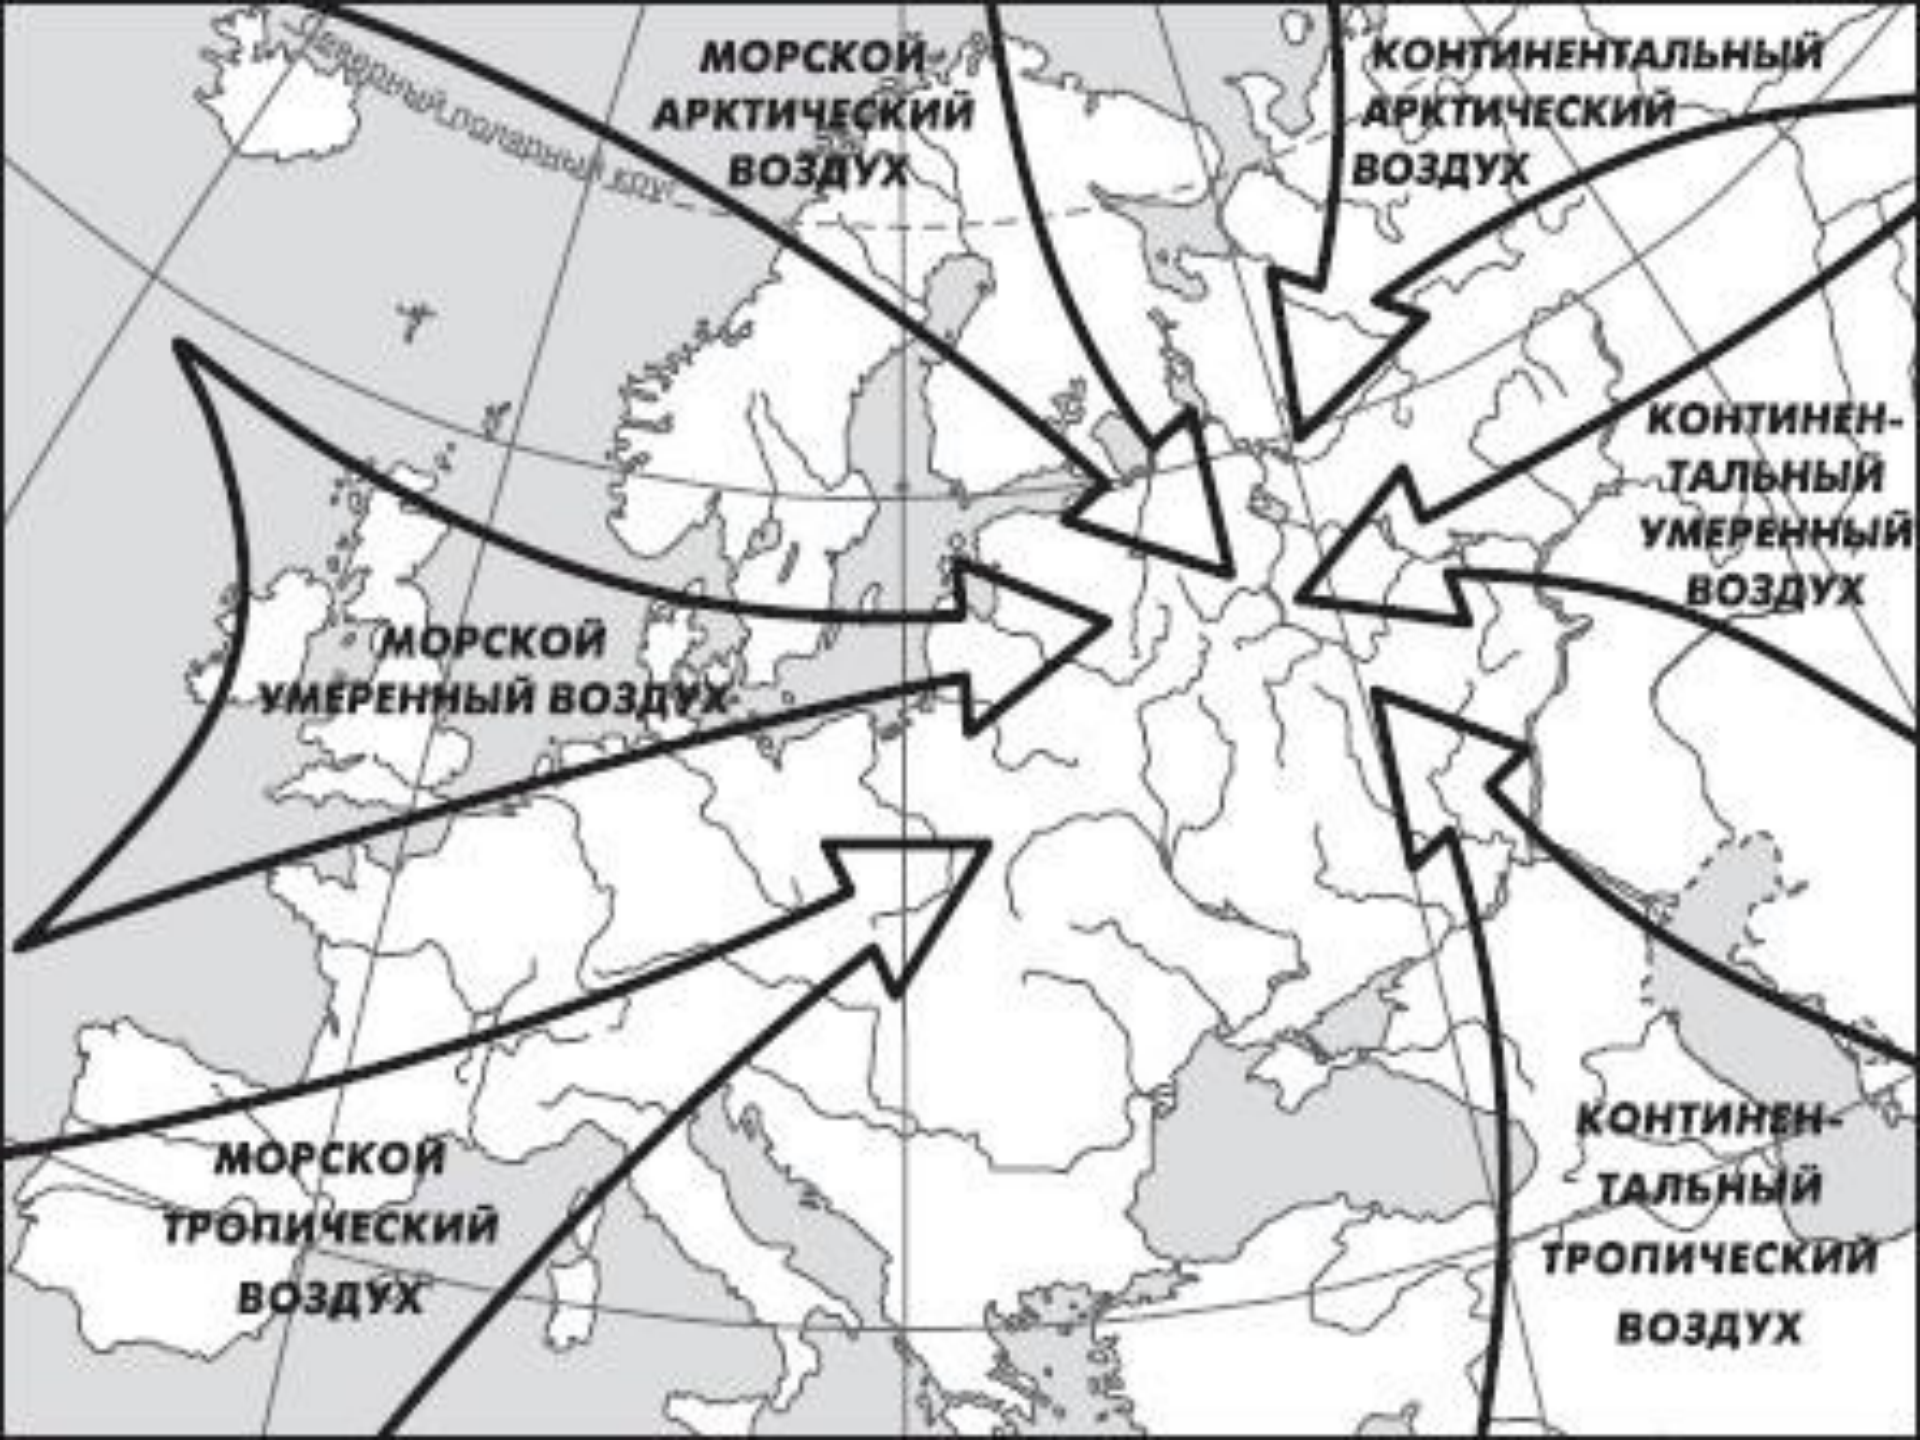 Северный полярный круг
МОРСКОЙ
АРКТИЧЕСКИЙ
ВОЗДУХ
КОНТИНЕНТАЛЬНЫЙ
АРКТИЧЕСКИЙ
ВОЗДУХ
КОНТИНЕН-
ТАЛЬНЫЙ
УМЕРЕННЫЙ
ВОЗДУХ
МОРСКОЙ
УМЕРЕННЫЙ ВОЗДУХ
МОРСКОЙ
ТРОПИЧЕСКИЙ
ВОЗДУХ
КОНТИНЕН-
ТАЛЬНЫЙ
ТРОПИЧЕСКИЙ
ВОЗДУХ